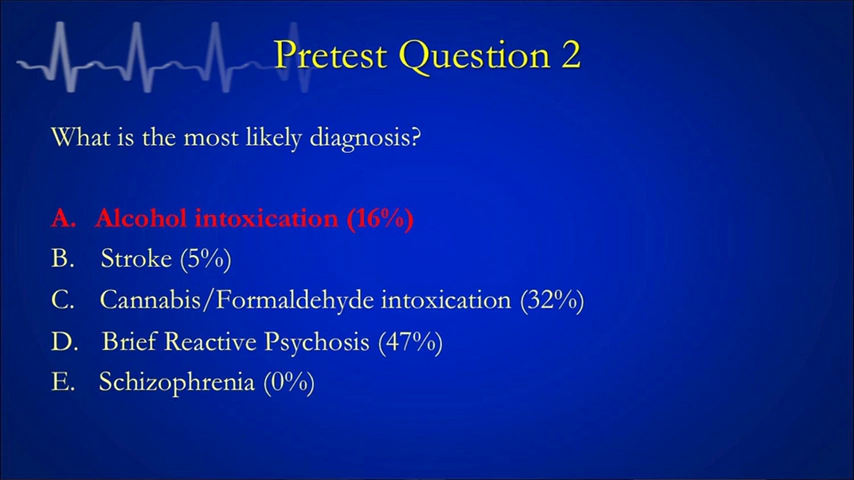 Pretest Question 2
What is the most likely diagnosis?
A. Alcohol intoxication (16%)
B. Stroke (5%)
C. Cannabis/Formaldehyde intoxication (32%)
D. Brief Reactive Psychosis (47%)
E. Schizophrenia (0%)